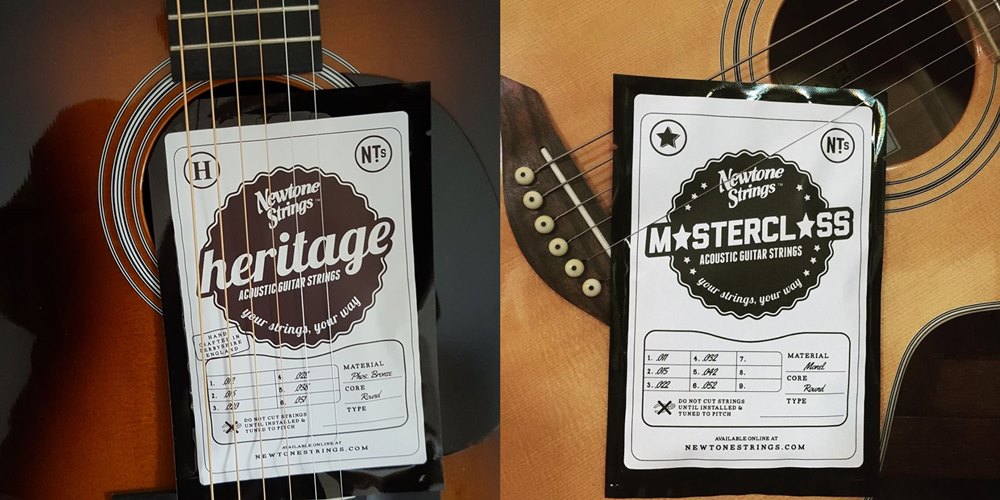 H
NTs
Newtone
Strings™
heritage
ACOUSTIC GUITAR STRINGS
your strings, your way
HAND
CRAFTED IN
DERBYSHIRE
ENGLAND
1.
4.
2.
5.
3.
6.
MATERIAL
Phos. Bronze
CORE
Round
TYPE
DO NOT CUT STRINGS
UNTIL INSTALLED &
TUNED TO PITCH
AVAILABLE ONLINE AT
NEWTONESTRINGS.COM
NTs
Newtone
Strings™
M★STERCL★SS
ACOUSTIC GUITAR STRINGS
your strings, your way
1. .011 4. .032 7.
2. .015 5. .042 8.
3. .022 6. .052 9.
MATERIAL
Monel
CORE
Round
TYPE
DO NOT CUT STRINGS
UNTIL INSTALLED &
TUNED TO PITCH
AVAILABLE ONLINE AT
NEWTONESTRINGS.COM